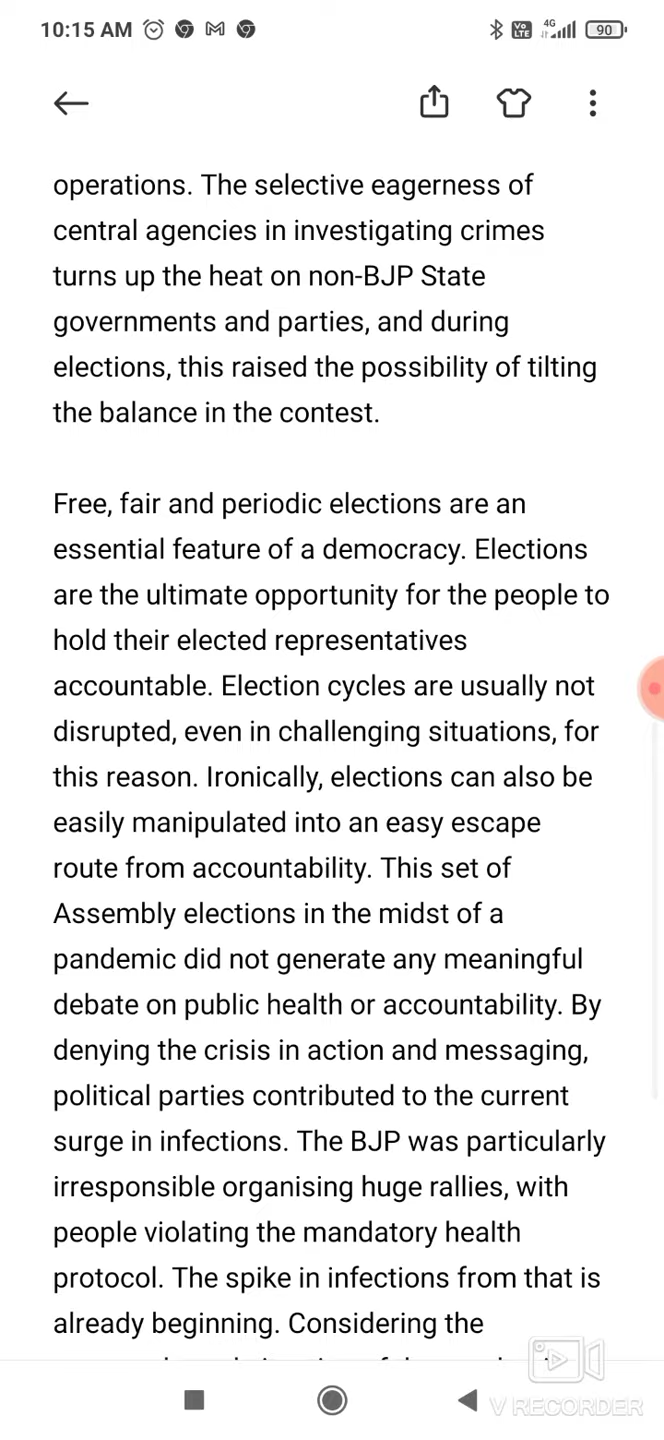 10:15 AM
Vo LTE 4G 90
operations. The selective eagerness of
central agencies in investigating crimes
turns up the heat on non-BJP State
governments and parties, and during
elections, this raised the possibility of tilting
the balance in the contest.
Free, fair and periodic elections are an
essential feature of a democracy. Elections
are the ultimate opportunity for the people to
hold their elected representatives
accountable. Election cycles are usually not
disrupted, even in challenging situations, for
this reason. Ironically, elections can also be
easily manipulated into an easy escape
route from accountability. This set of
Assembly elections in the midst of a
pandemic did not generate any meaningful
debate on public health or accountability. By
denying the crisis in action and messaging,
political parties contributed to the current
surge in infections. The BJP was particularly
irresponsible organising huge rallies, with
people violating the mandatory health
protocol. The spike in infections from that is
already beginning. Considering the
V RECORDER